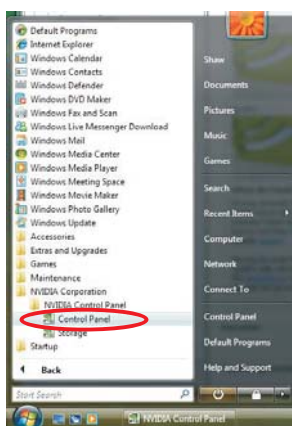 Default Programs
Internet Explorer
Windows Calendar
Windows Contacts
Windows Defender
Windows DVD Maker
Windows Fax and Scan
Windows Live Messenger Download
Windows Mail
Windows Media Center
Windows Media Player
Windows Meeting Space
Windows Movie Maker
Windows Photo Gallery
Windows Update
Accessories
Extras and Upgrades
Games
Maintenance
NVIDIA Corporation
NVIDIA Control Panel
Control Panel
Storage
Startup
Back
Start Search
Shaw
Documents
Pictures
Music
Games
Search
Recent Items
Computer
Network
Connect To
Control Panel
Default Programs
Help and Support
NVIDIA Control Panel